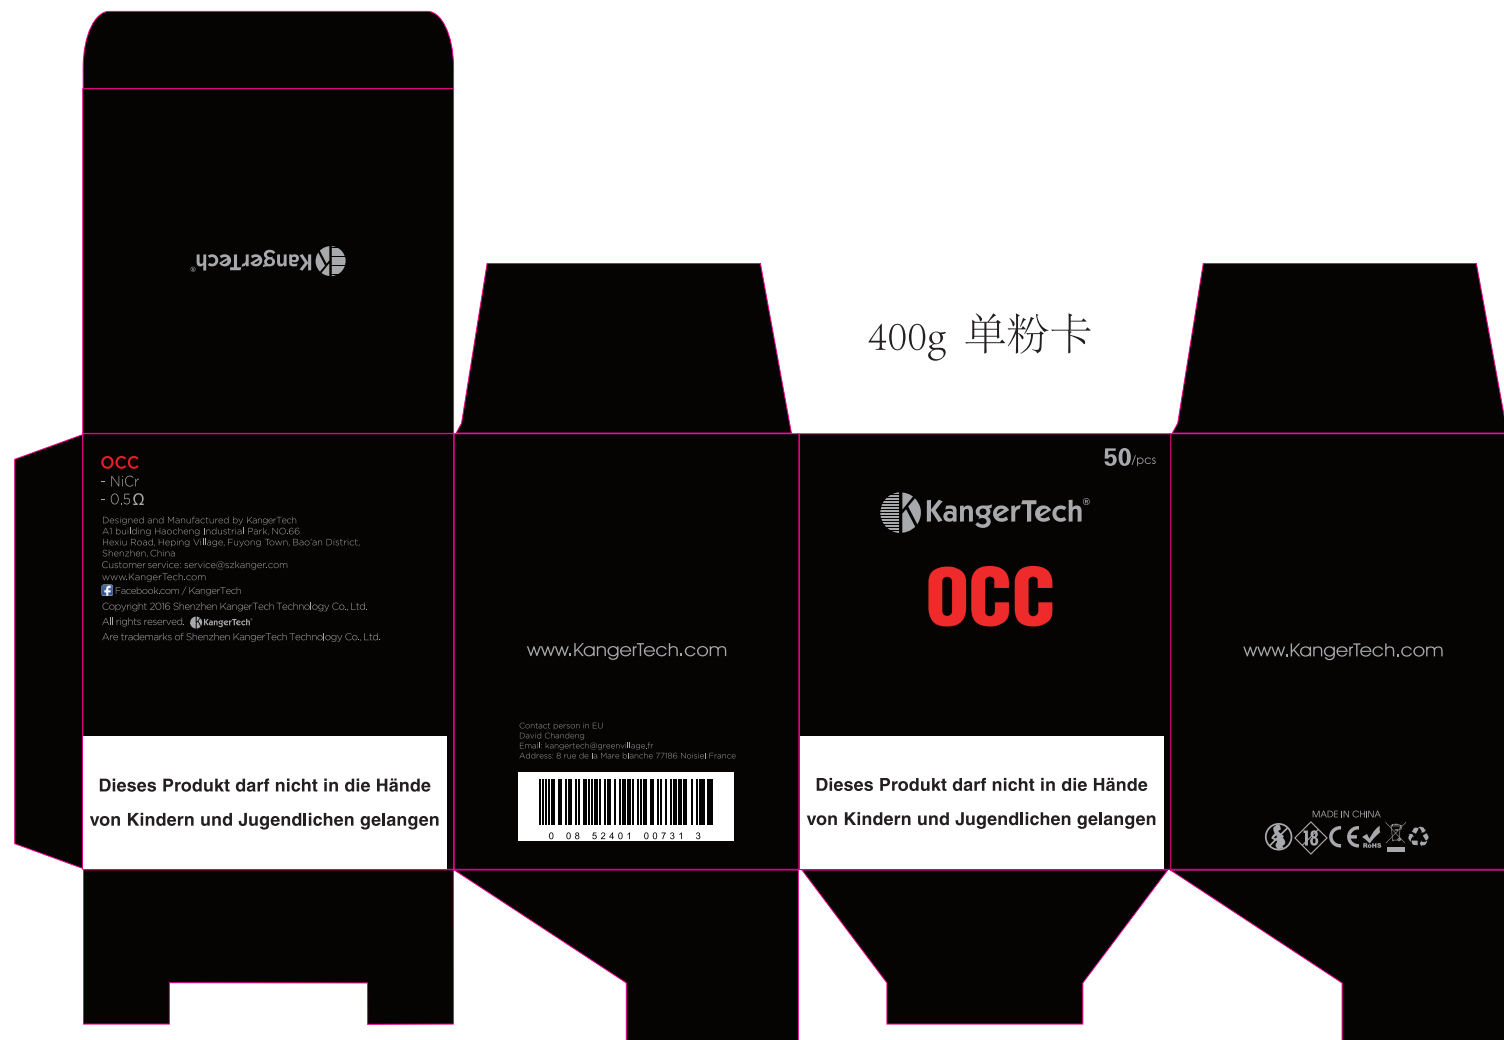 KangerTech®
400g 单粉卡
OCC
- NiCr
- 0.5Ω
Designed and Manufactured by KangerTech
A1 building Haocheng Industrial Park, NO.66
Hexiu Road, Heping Village, Fuyong Town, Bao'an District,
Shenzhen, China
Customer service: service@szkanger.com
www.KangerTech.com
Facebook.com / KangerTech
Copyright 2016 Shenzhen KangerTech Technology Co., Ltd.
All rights reserved. KangerTech®
Are trademarks of Shenzhen KangerTech Technology Co., Ltd.
Dieses Produkt darf nicht in die Hände
von Kindern und Jugendlichen gelangen
www.KangerTech.com
Contact person in EU
David Chandeng
Email: kangertech@greenvillage.fr
Address: 8 rue de la Mare blanche 77186 Noisiel France
0 08 52401 00731 3
50/pcs
KangerTech®
OCC
Dieses Produkt darf nicht in die Hände
von Kindern und Jugendlichen gelangen
www.KangerTech.com
MADE IN CHINA
18 CE RoHS